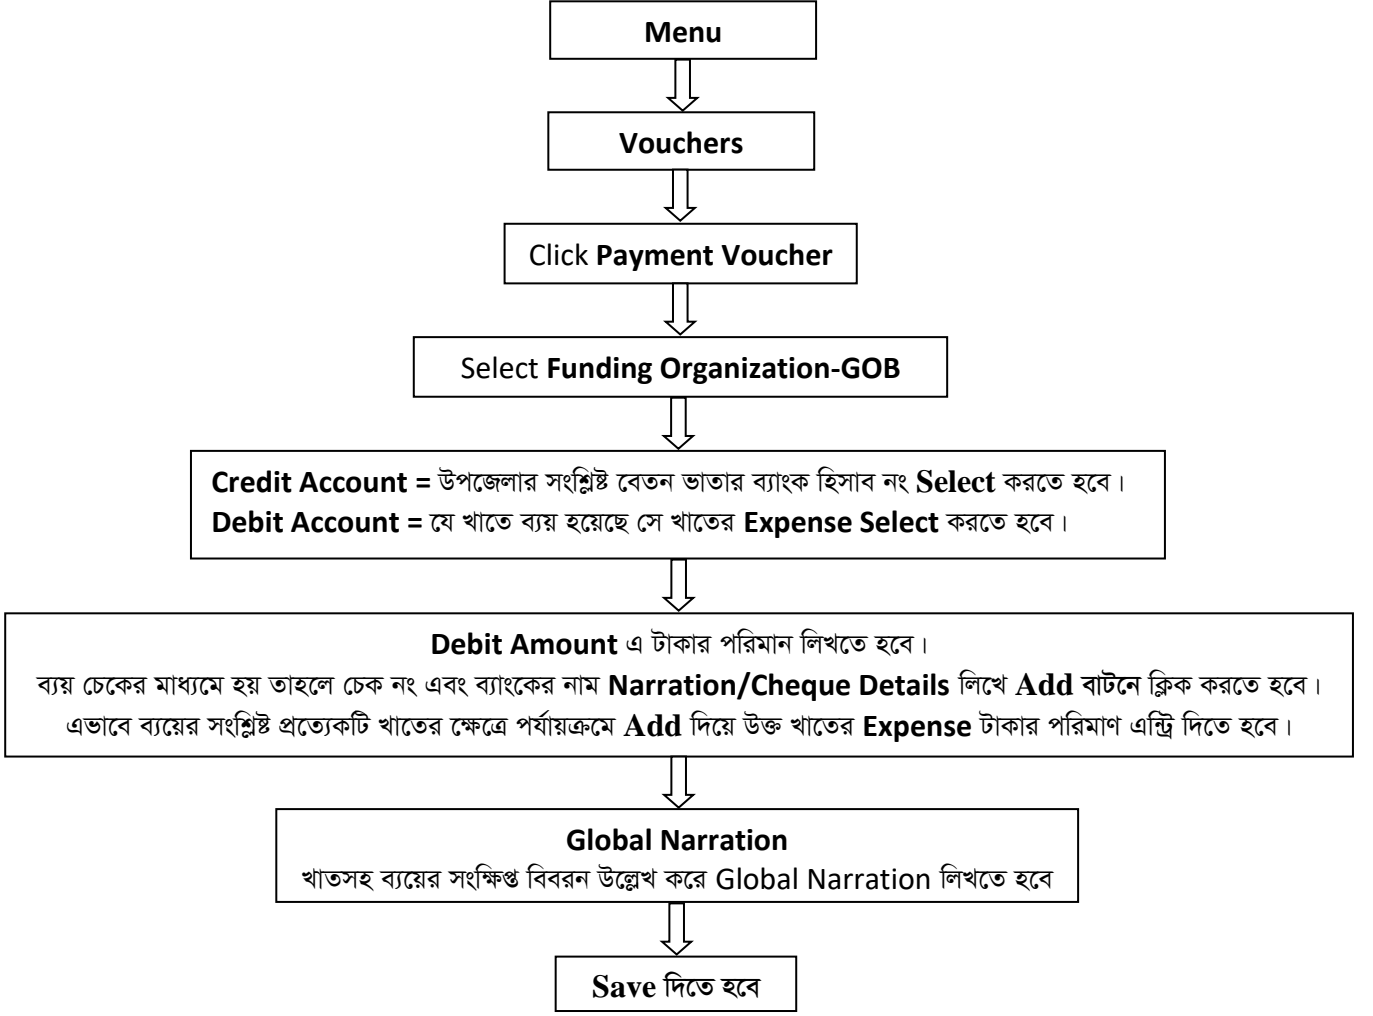 Menu
Vouchers
Click Payment Voucher
Select Funding Organization-GOB
Credit Account = উপজেলার সংশ্লিষ্ট বেতন ভাতার ব্যাংক হিসাব নং Select করতে হবে।
Debit Account = যে খাতে ব্যয় হয়েছে সে খাতের Expense Select করতে হবে।
Debit Amount এ টাকার পরিমান লিখতে হবে।
ব্যয় চেকের মাধ্যমে হয় তাহলে চেক নং এবং ব্যাংকের নাম Narration/Cheque Details লিখে Add বাটনে ক্লিক করতে হবে।
এভাবে ব্যয়ের সংশ্লিষ্ট প্রত্যেকটি খাতের ক্ষেত্রে পর্যায়ক্রমে Add দিয়ে উক্ত খাতের Expense টাকার পরিমাণ এন্ট্রি দিতে হবে।
Global Narration
খাতসহ ব্যয়ের সংক্ষিপ্ত বিবরন উল্লেখ করে Global Narration লিখতে হবে
Save দিতে হবে